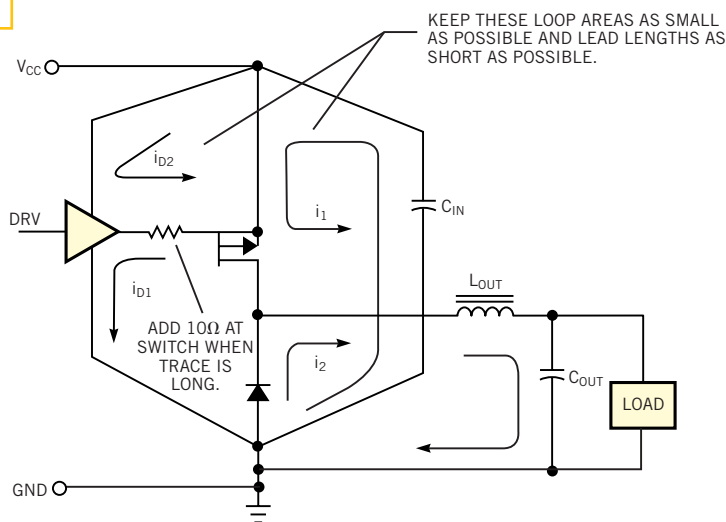 KEEP THESE LOOP AREAS AS SMALL
AS POSSIBLE AND LEAD LENGTHS AS
SHORT AS POSSIBLE.
VCC
iD2
i1
CIN
DRV
iD1
LOUT
ADD 10Ω AT
SWITCH WHEN
TRACE IS
LONG.
i2
COUT
LOAD
GND